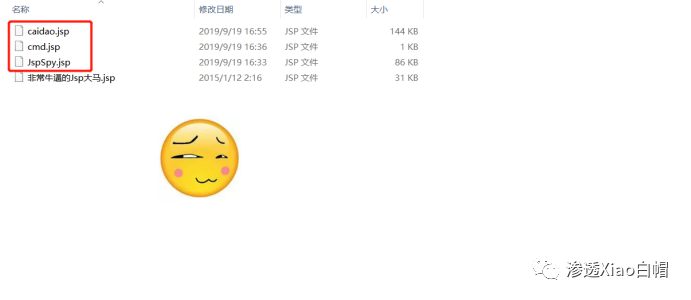 名称 修改日期 类型 大小
caidao.jsp 2019/9/19 16:55 JSP 文件 144 KB
cmd.jsp 2019/9/19 16:36 JSP 文件 1 KB
JspSpy.jsp 2019/9/19 16:33 JSP 文件 86 KB
非常牛逼的Jsp大马.jsp 2015/1/12 2:16 JSP 文件 31 KB
渗透Xiao白帽